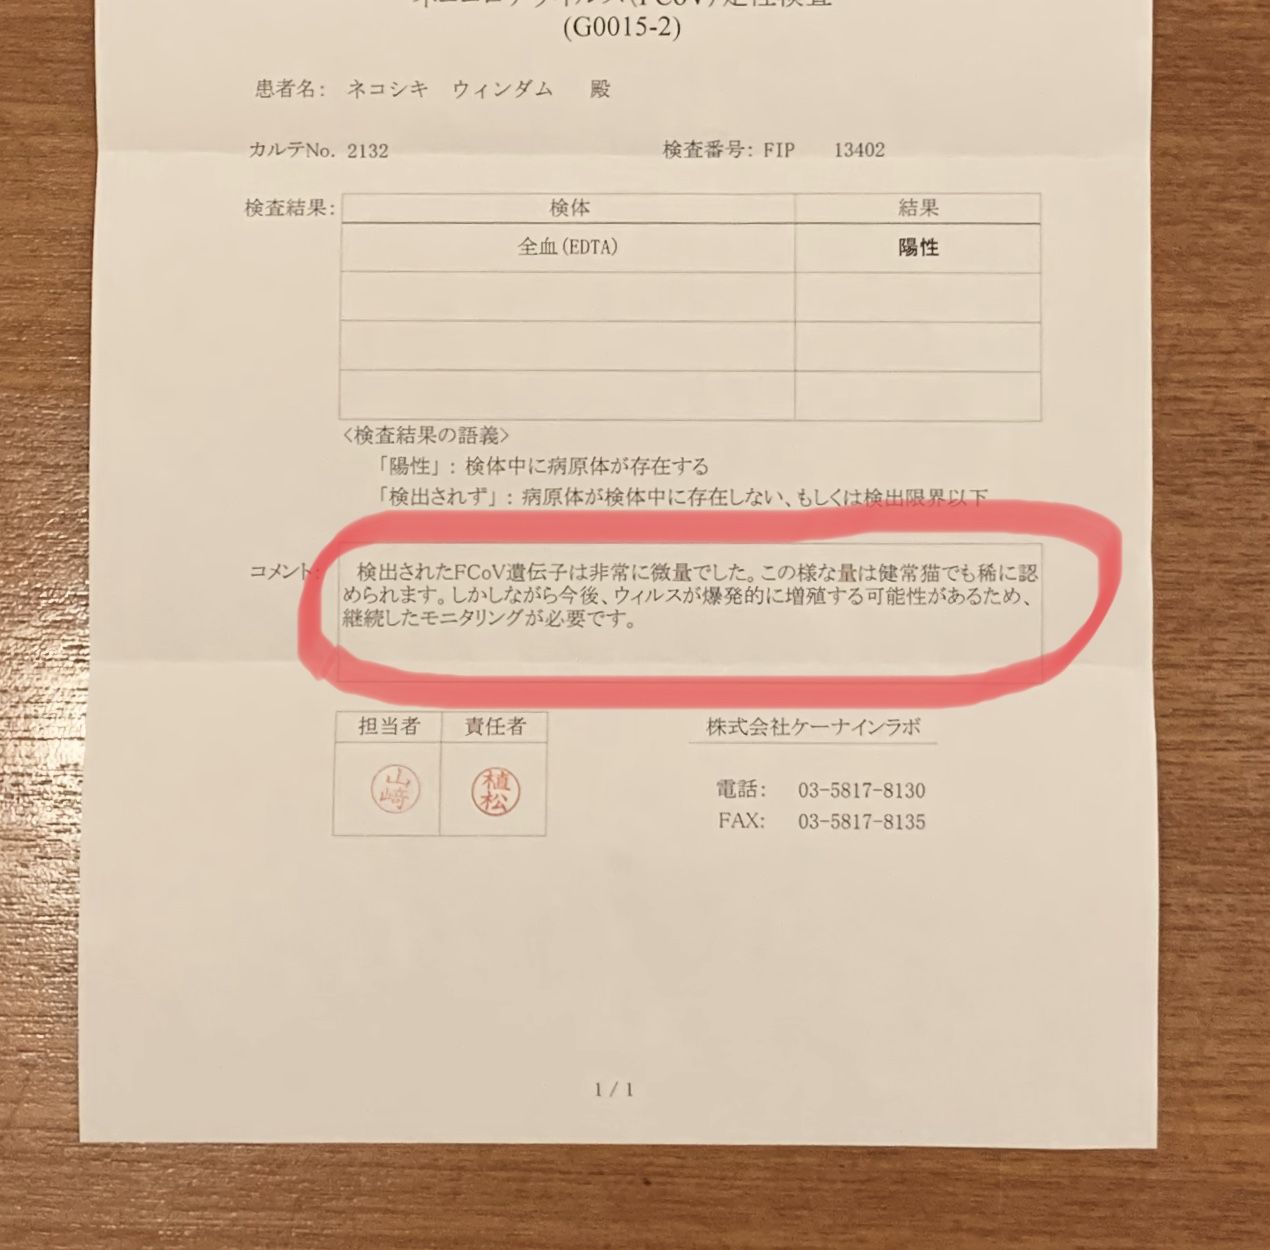 (FCoV)定性検査
(G0015-2)
患者名: ネコシキ ウィンダム 殿
カルテNo. 2132 検査番号: FIP 13402
検査結果: 検体 結果
全血(EDTA) 陽性
<検査結果の語義>
「陽性」: 検体中に病原体が存在する
「検出されず」: 病原体が検体中に存在しない、もしくは検出限界以下
コメント: 検出されたFCoV遺伝子は非常に微量でした。この様な量は健常猫でも稀に認
められます。しかしながら今後、ウィルスが爆発的に増殖する可能性があるため、
継続したモニタリングが必要です。
担当者 責任者 株式会社ケーナインラボ
山﨑 植松
電話: 03-5817-8130
FAX: 03-5817-8135
1 / 1